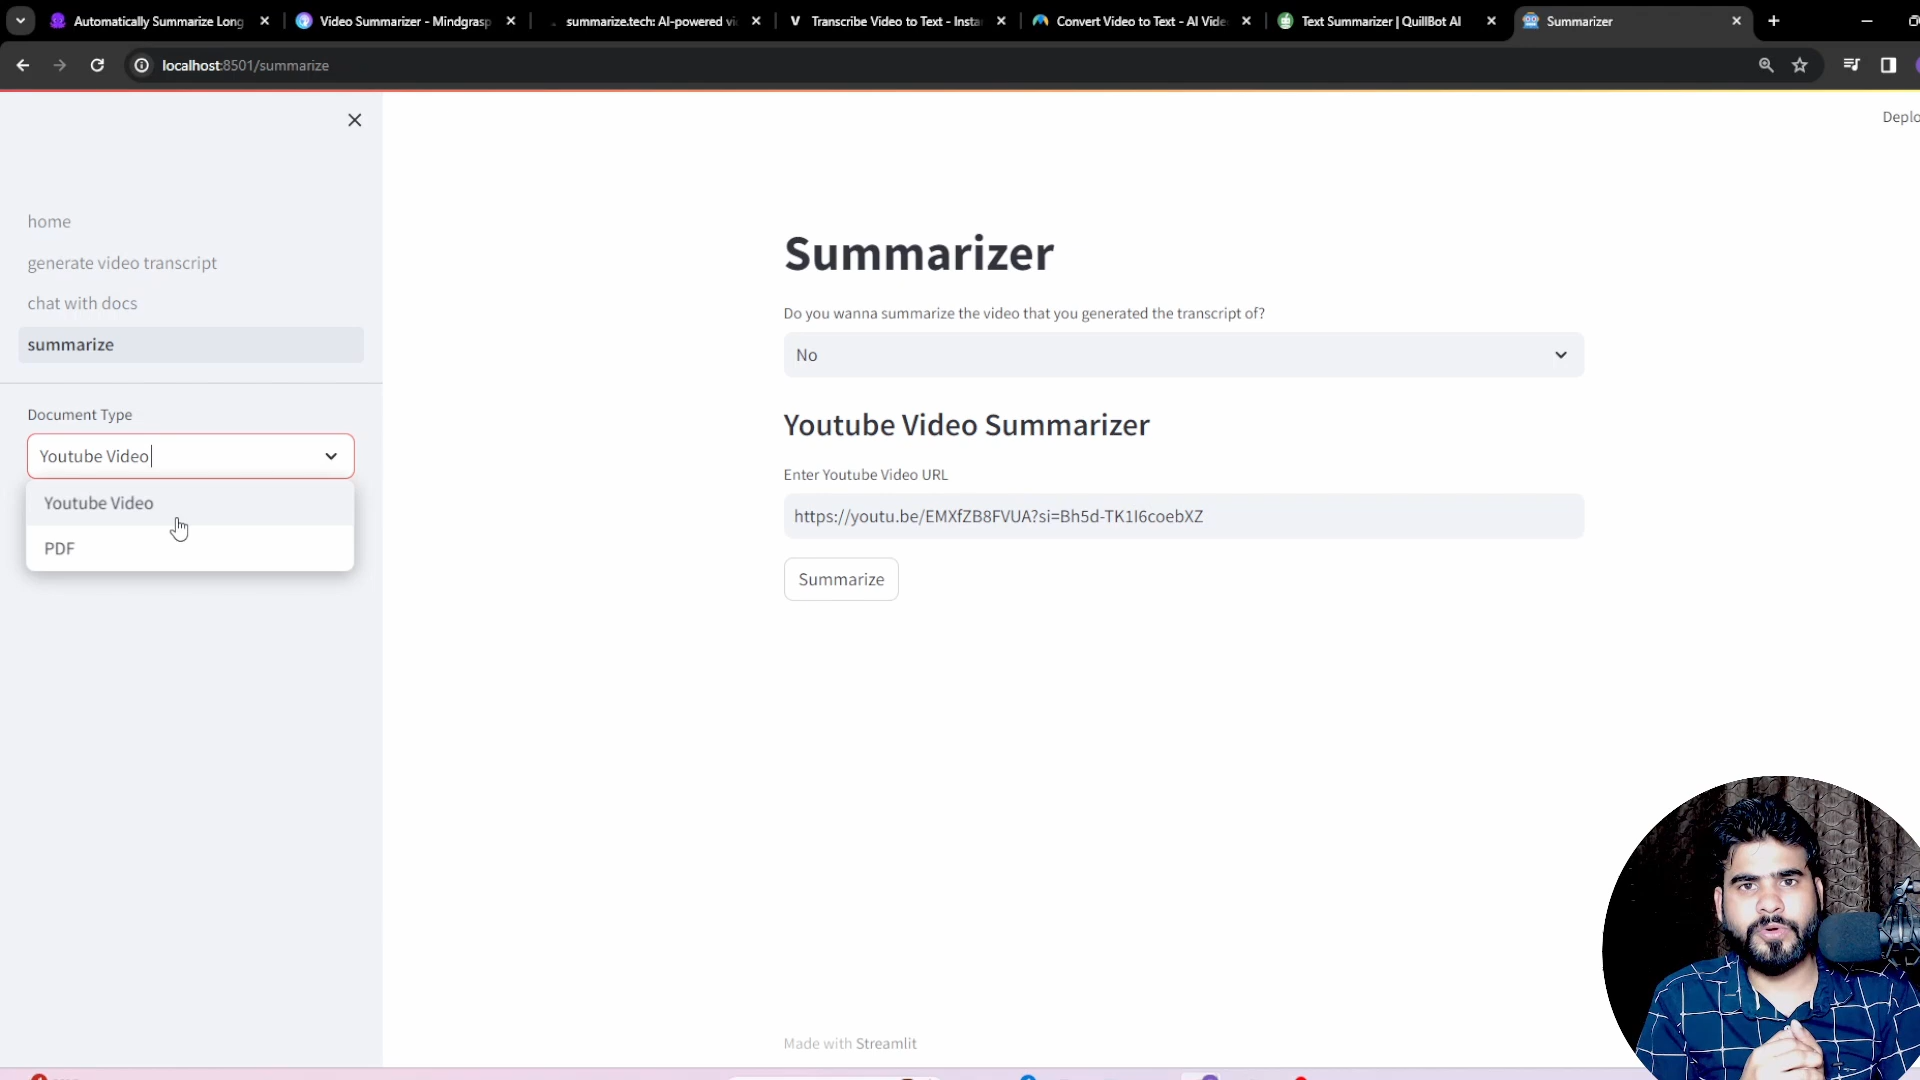 Automatically Summarize Long
Video Summarizer - Mindgrasp
summarize.tech: AI-powered vi
Transcribe Video to Text - Insta
Convert Video to Text - AI Vide
Text Summarizer | QuillBot AI
Summarizer
localhost:8501/summarize
Deplo
home
generate video transcript
chat with docs
summarize
Document Type
Youtube Video
Youtube Video
PDF
Summarizer
Do you wanna summarize the video that you generated the transcript of?
No
Youtube Video Summarizer
Enter Youtube Video URL
https://youtu.be/EMXfZB8FVUA?si=Bh5d-TK1I6coebXZ
Summarize
Made with Streamlit